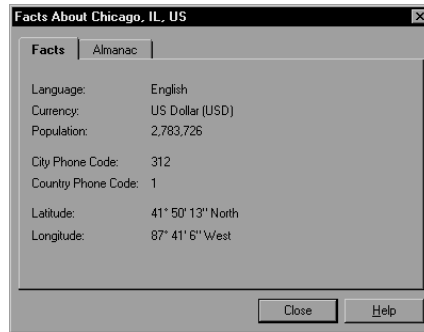 Facts About Chicago, IL, US
Facts Almanac
Language: English
Currency: US Dollar (USD)
Population: 2,783,726
City Phone Code: 312
Country Phone Code: 1
Latitude: 41° 50' 13" North
Longitude: 87° 41' 6" West
Close Help